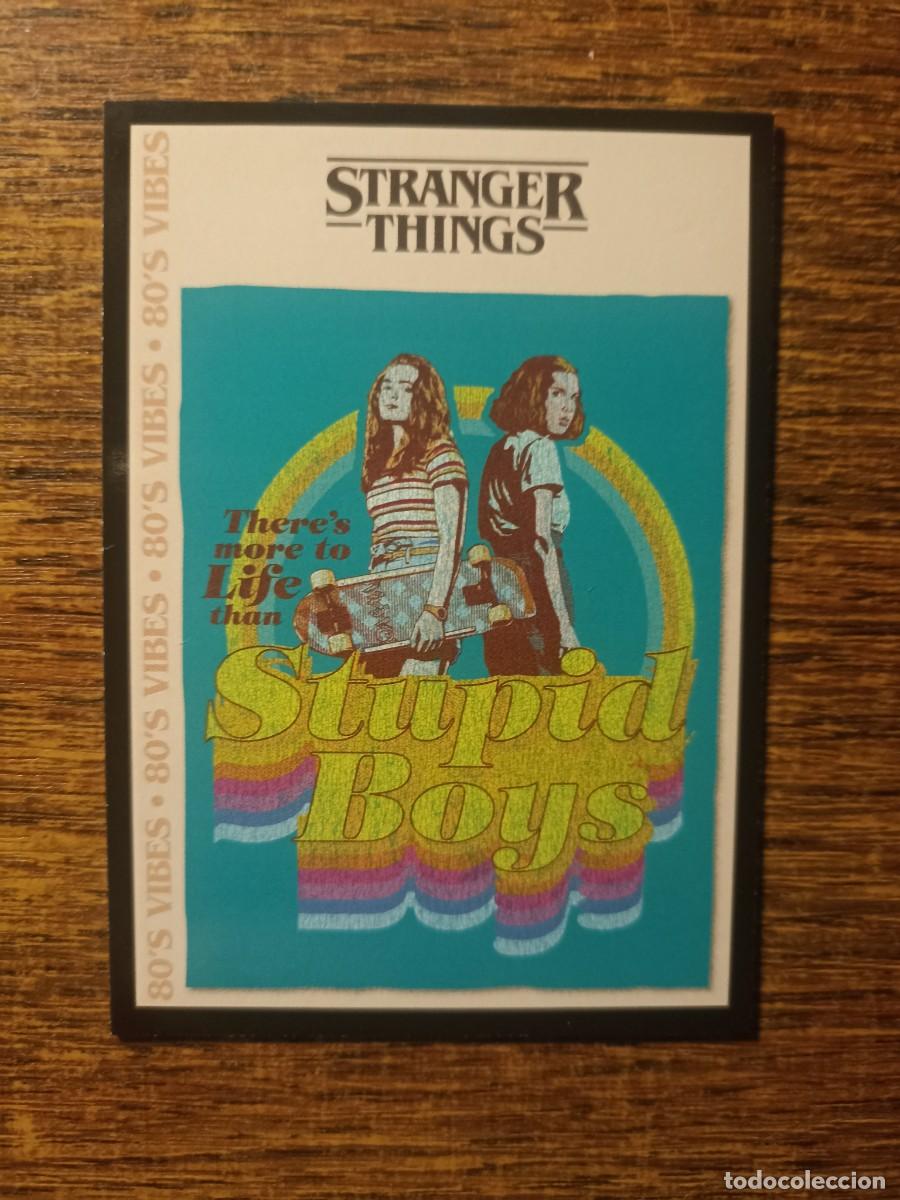 STRANGER
THINGS
80'S VIBES • 80'S VIBES • 80'S VIBES • 80'S VIBES
There's
more to
Life
than
Stupid
Boys
todocoleccion